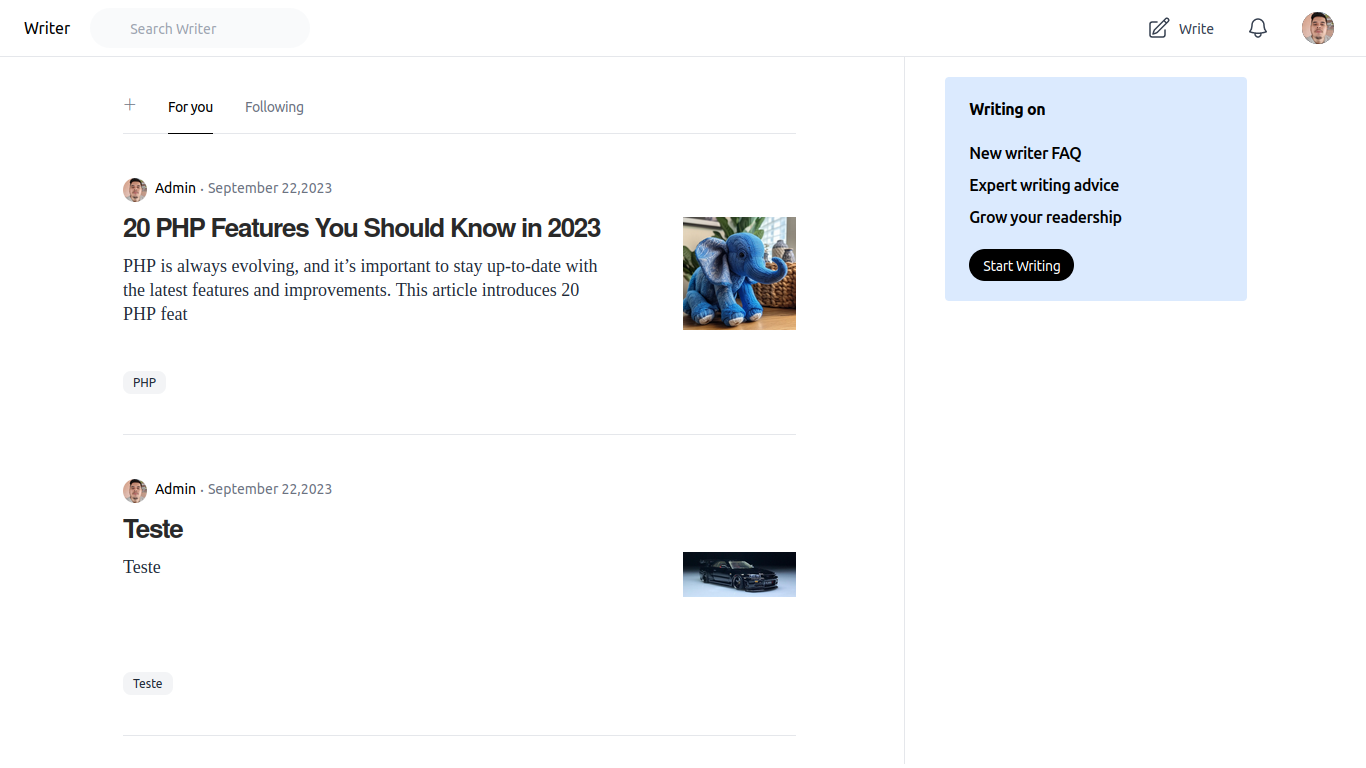 Writer
Search Writer
Write
For you
Following
Admin · September 22,2023
20 PHP Features You Should Know in 2023
PHP is always evolving, and it’s important to stay up-to-date with
the latest features and improvements. This article introduces 20
PHP feat
PHP
Admin · September 22,2023
Teste
Teste
Teste
Writing on
New writer FAQ
Expert writing advice
Grow your readership
Start Writing